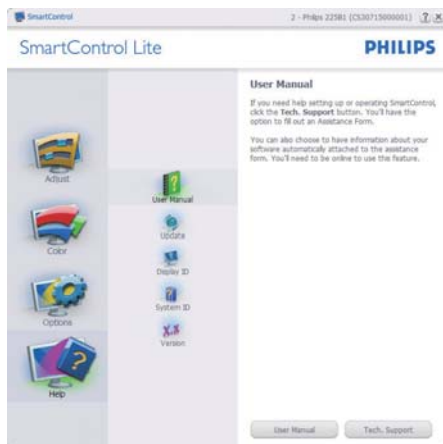 SmartControl
2 - Philips 225B1 (CS30715000001)
SmartControl Lite
PHILIPS
Adjust
Color
Options
Help
User Manual
Update
Display ID
System ID
Version
User Manual
If you need help setting up or operating SmartControl,
click the Tech. Support button. You'll have the
option to fill out an Assistance Form.
You can also choose to have information about your
software automatically attached to the assistance
form. You'll need to be online to use this feature.
User Manual
Tech. Support